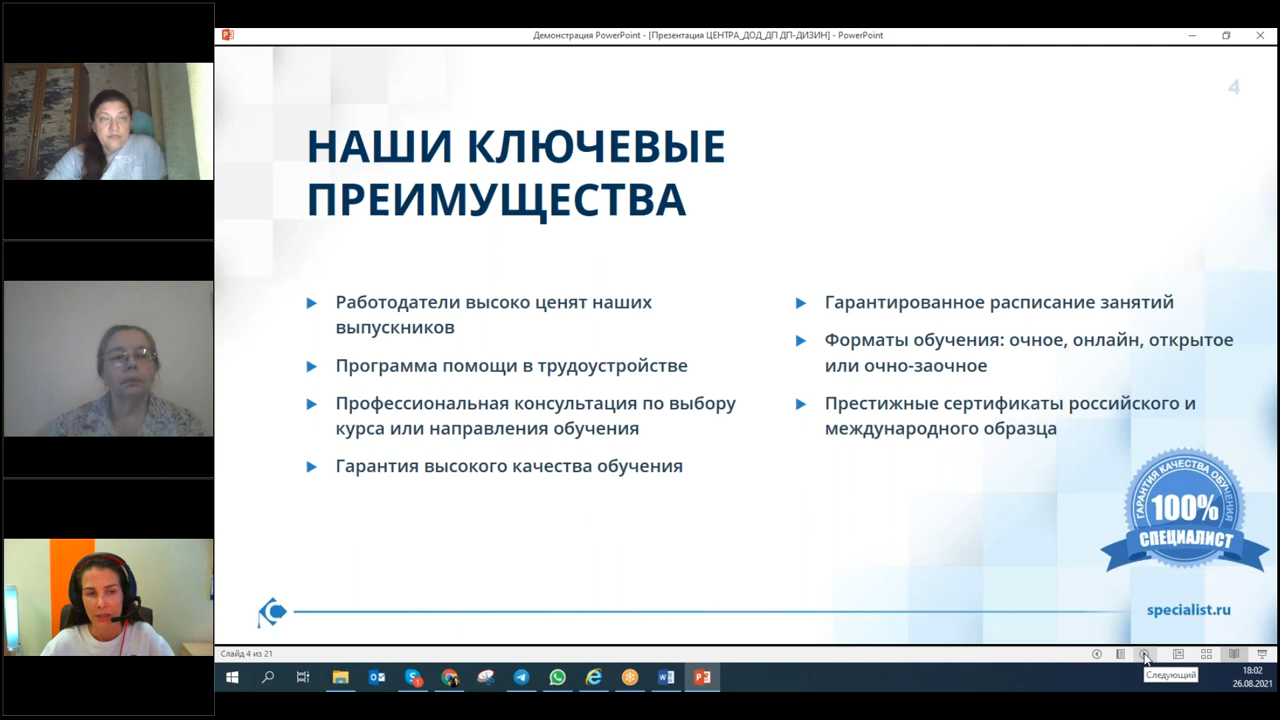 Демонстрация PowerPoint - [Презентация ЦЕНТРА_ДОД_ДП ДП-ДИЗИН] - PowerPoint
4
НАШИ КЛЮЧЕВЫЕ
ПРЕИМУЩЕСТВА
Работодатели высоко ценят наших
выпускников
Программа помощи в трудоустройстве
Профессиональная консультация по выбору
курса или направления обучения
Гарантия высокого качества обучения
Гарантированное расписание занятий
Форматы обучения: очное, онлайн, открытое
или очно-заочное
Престижные сертификаты российского и
международного образца
ГАРАНТИЯ КАЧЕСТВА ОБУЧЕНИЯ
100%
СПЕЦИАЛИСТ
specialist.ru
Слайд 4 из 21
Следующий
18:02
26.08.2021